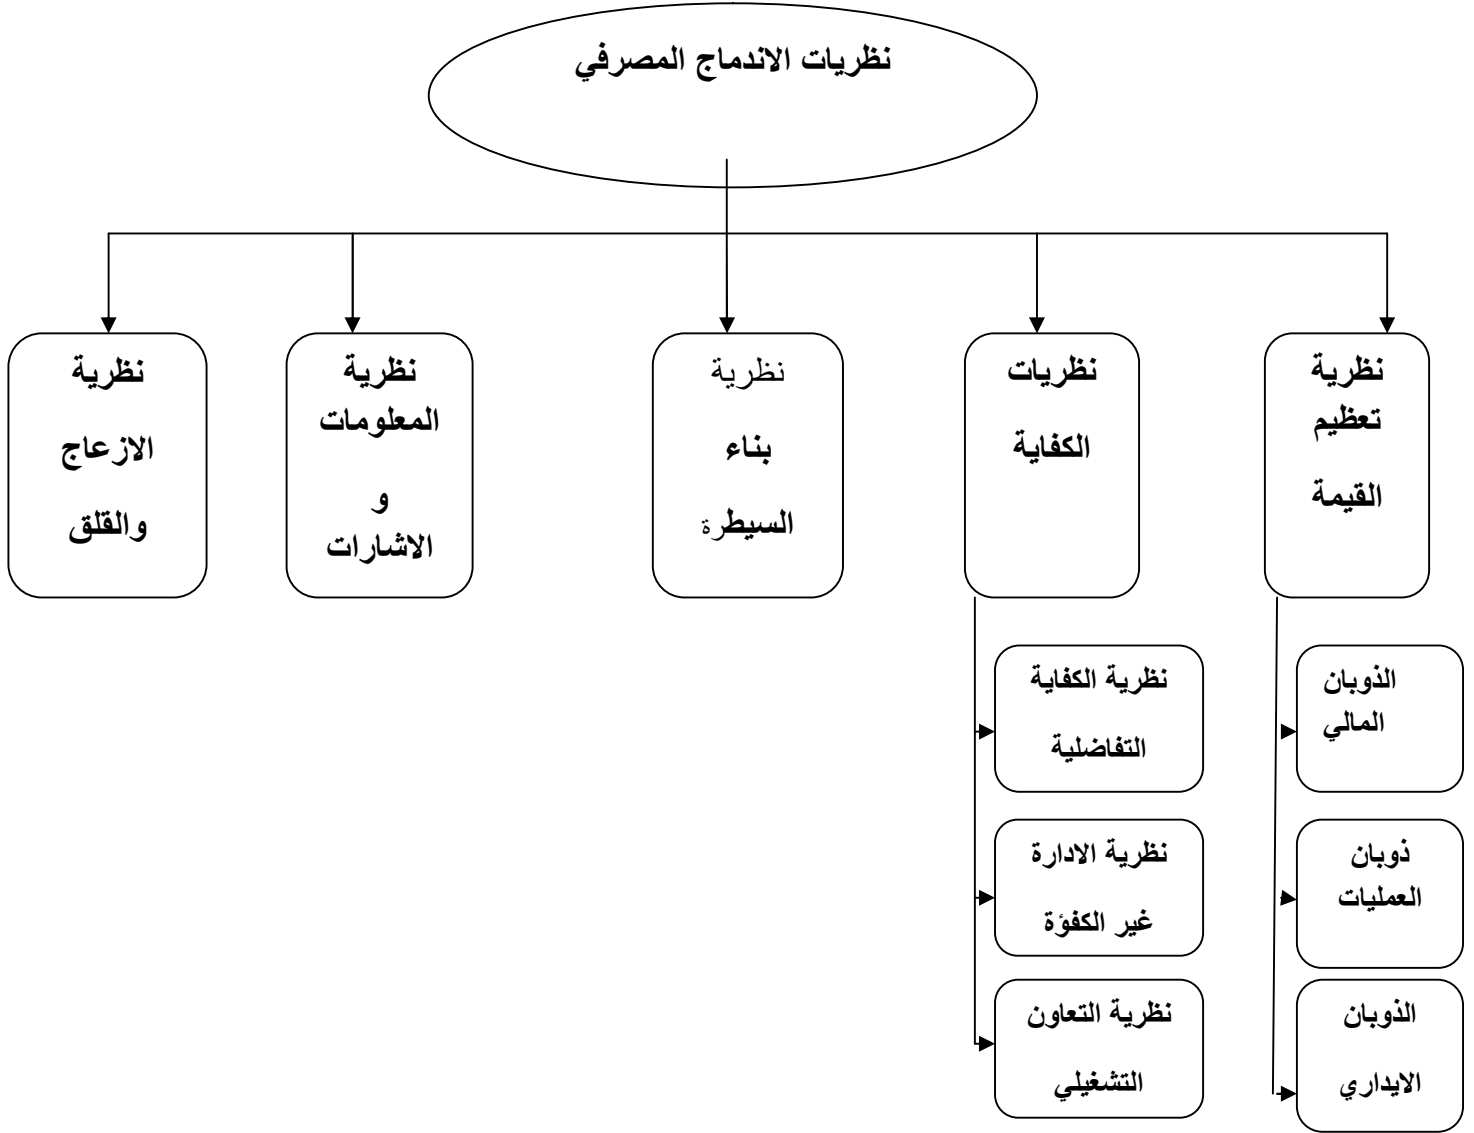 نظريات الاندماج المصرفي
نظرية
تعظيم
القيمة
نظريات
الكفاية
نظرية
بناء
السيطرة
نظرية
المعلومات
و
الاشارات
نظرية
الازعاج
والقلق
الذوبان
المالي
ذوبان
العمليات
الذوبان
الايداري
نظرية الكفاية
التفاضلية
نظرية الادارة
غير الكفؤة
نظرية التعاون
التشغيلي